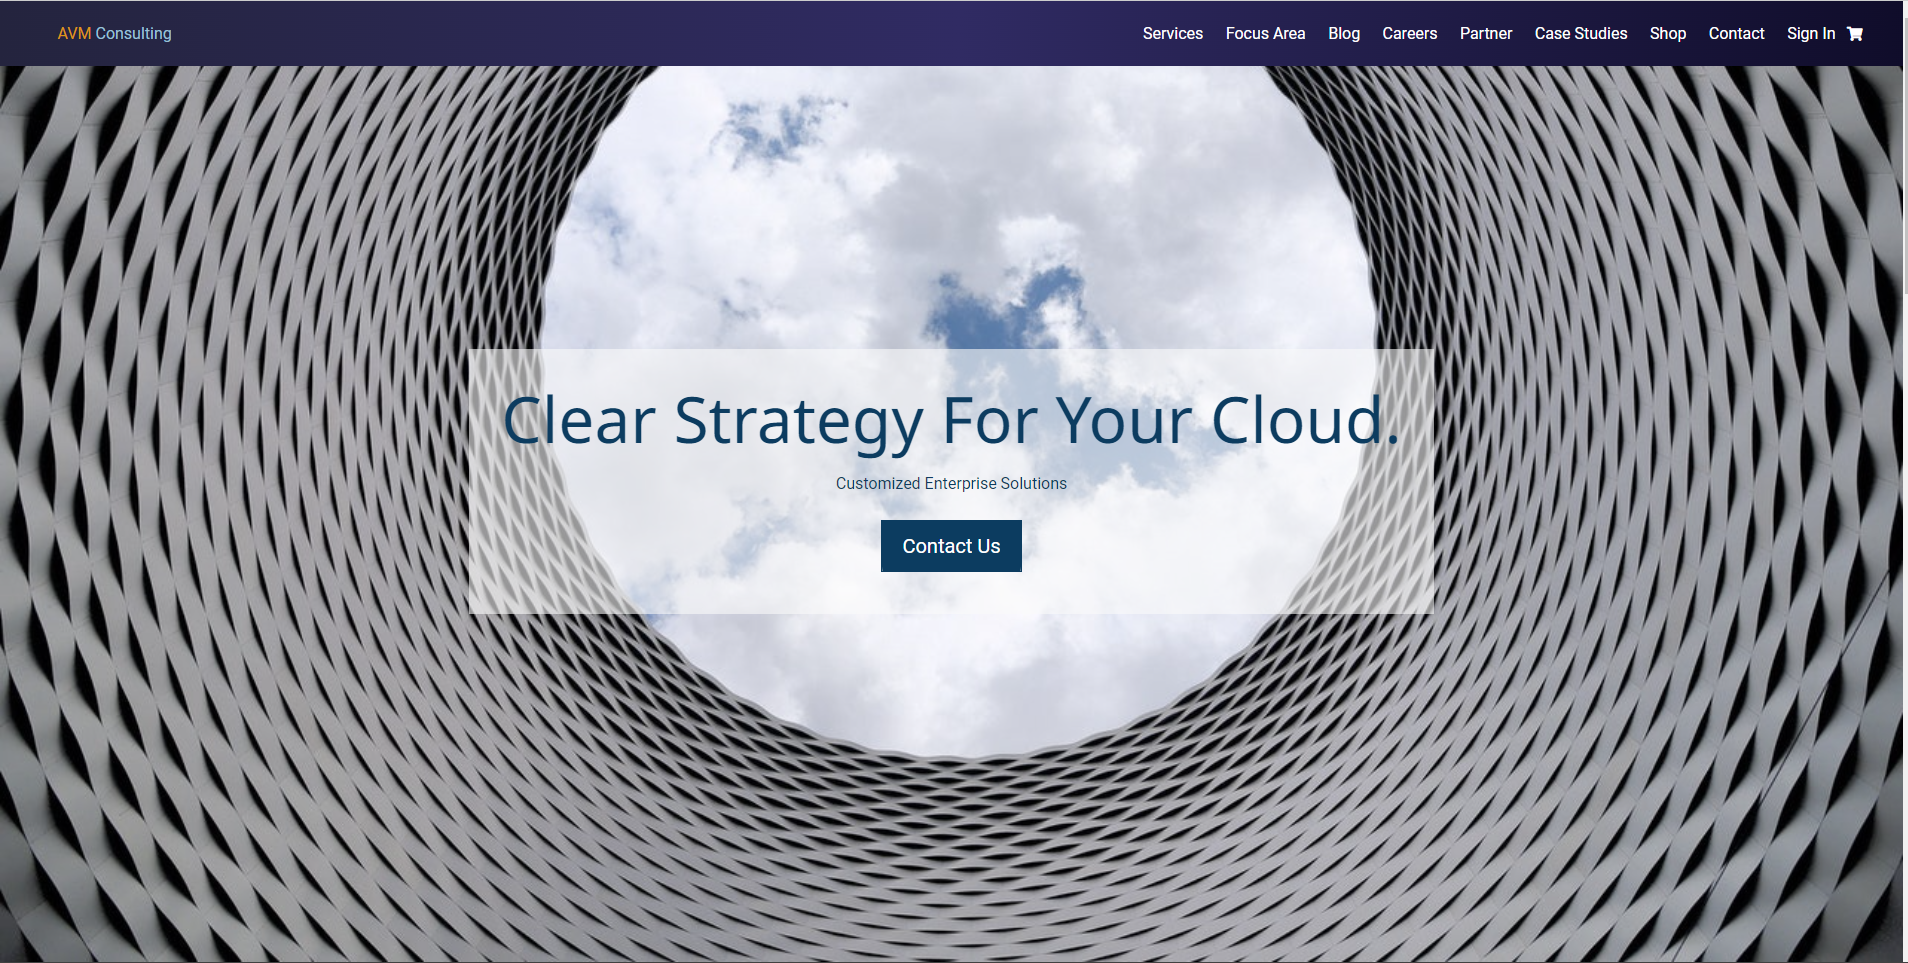 AVM Consulting
Services Focus Area Blog Careers Partner Case Studies Shop Contact Sign In
Clear Strategy For Your Cloud.
Customized Enterprise Solutions
Contact Us